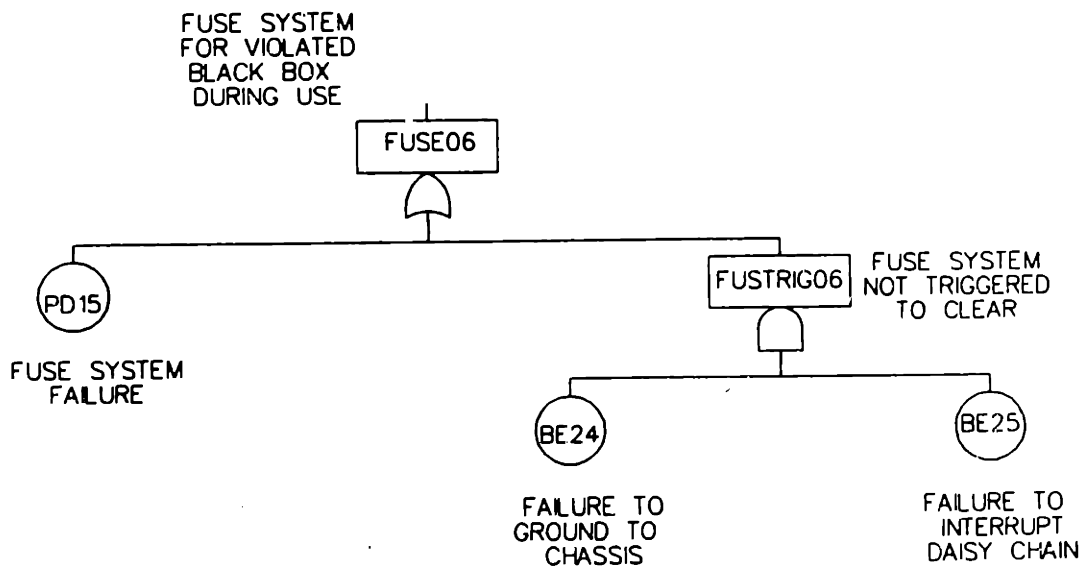 FUSE SYSTEM
FOR VIOLATED
BLACK BOX
DURING USE
FUSE06
PD15
FUSE SYSTEM
FAILURE
FUSTRIG06
FUSE SYSTEM
NOT TRIGGERED
TO CLEAR
BE24
FAILURE TO
GROUND TO
CHASSIS
BE25
FAILURE TO
INTERRUPT
DAISY CHAIN